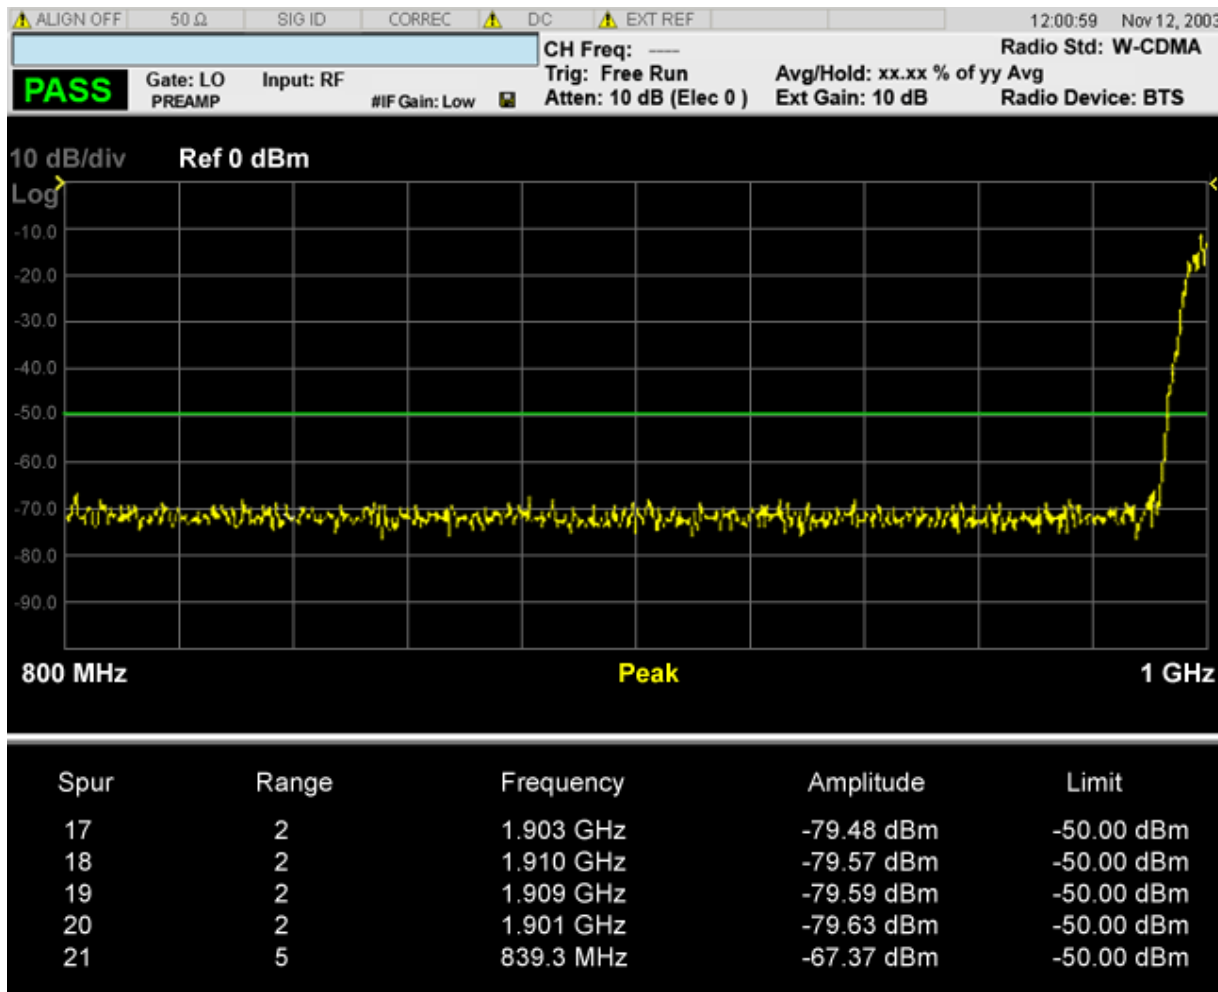 ALIGN OFF 50 Ω SIG ID CORREC DC EXT REF 12:00:59 Nov 12, 2003
CH Freq: ---- Radio Std: W-CDMA
PASS Gate: LO Input: RF Trig: Free Run Avg/Hold: xx.xx % of yy Avg
PREAMP #IF Gain: Low Atten: 10 dB (Elec 0 ) Ext Gain: 10 dB Radio Device: BTS
10 dB/div Ref 0 dBm
Log
-10.0
-20.0
-30.0
-40.0
-50.0
-60.0
-70.0
-80.0
-90.0
800 MHz Peak 1 GHz
Spur Range Frequency Amplitude Limit
17 2 1.903 GHz -79.48 dBm -50.00 dBm
18 2 1.910 GHz -79.57 dBm -50.00 dBm
19 2 1.909 GHz -79.59 dBm -50.00 dBm
20 2 1.901 GHz -79.63 dBm -50.00 dBm
21 5 839.3 MHz -67.37 dBm -50.00 dBm